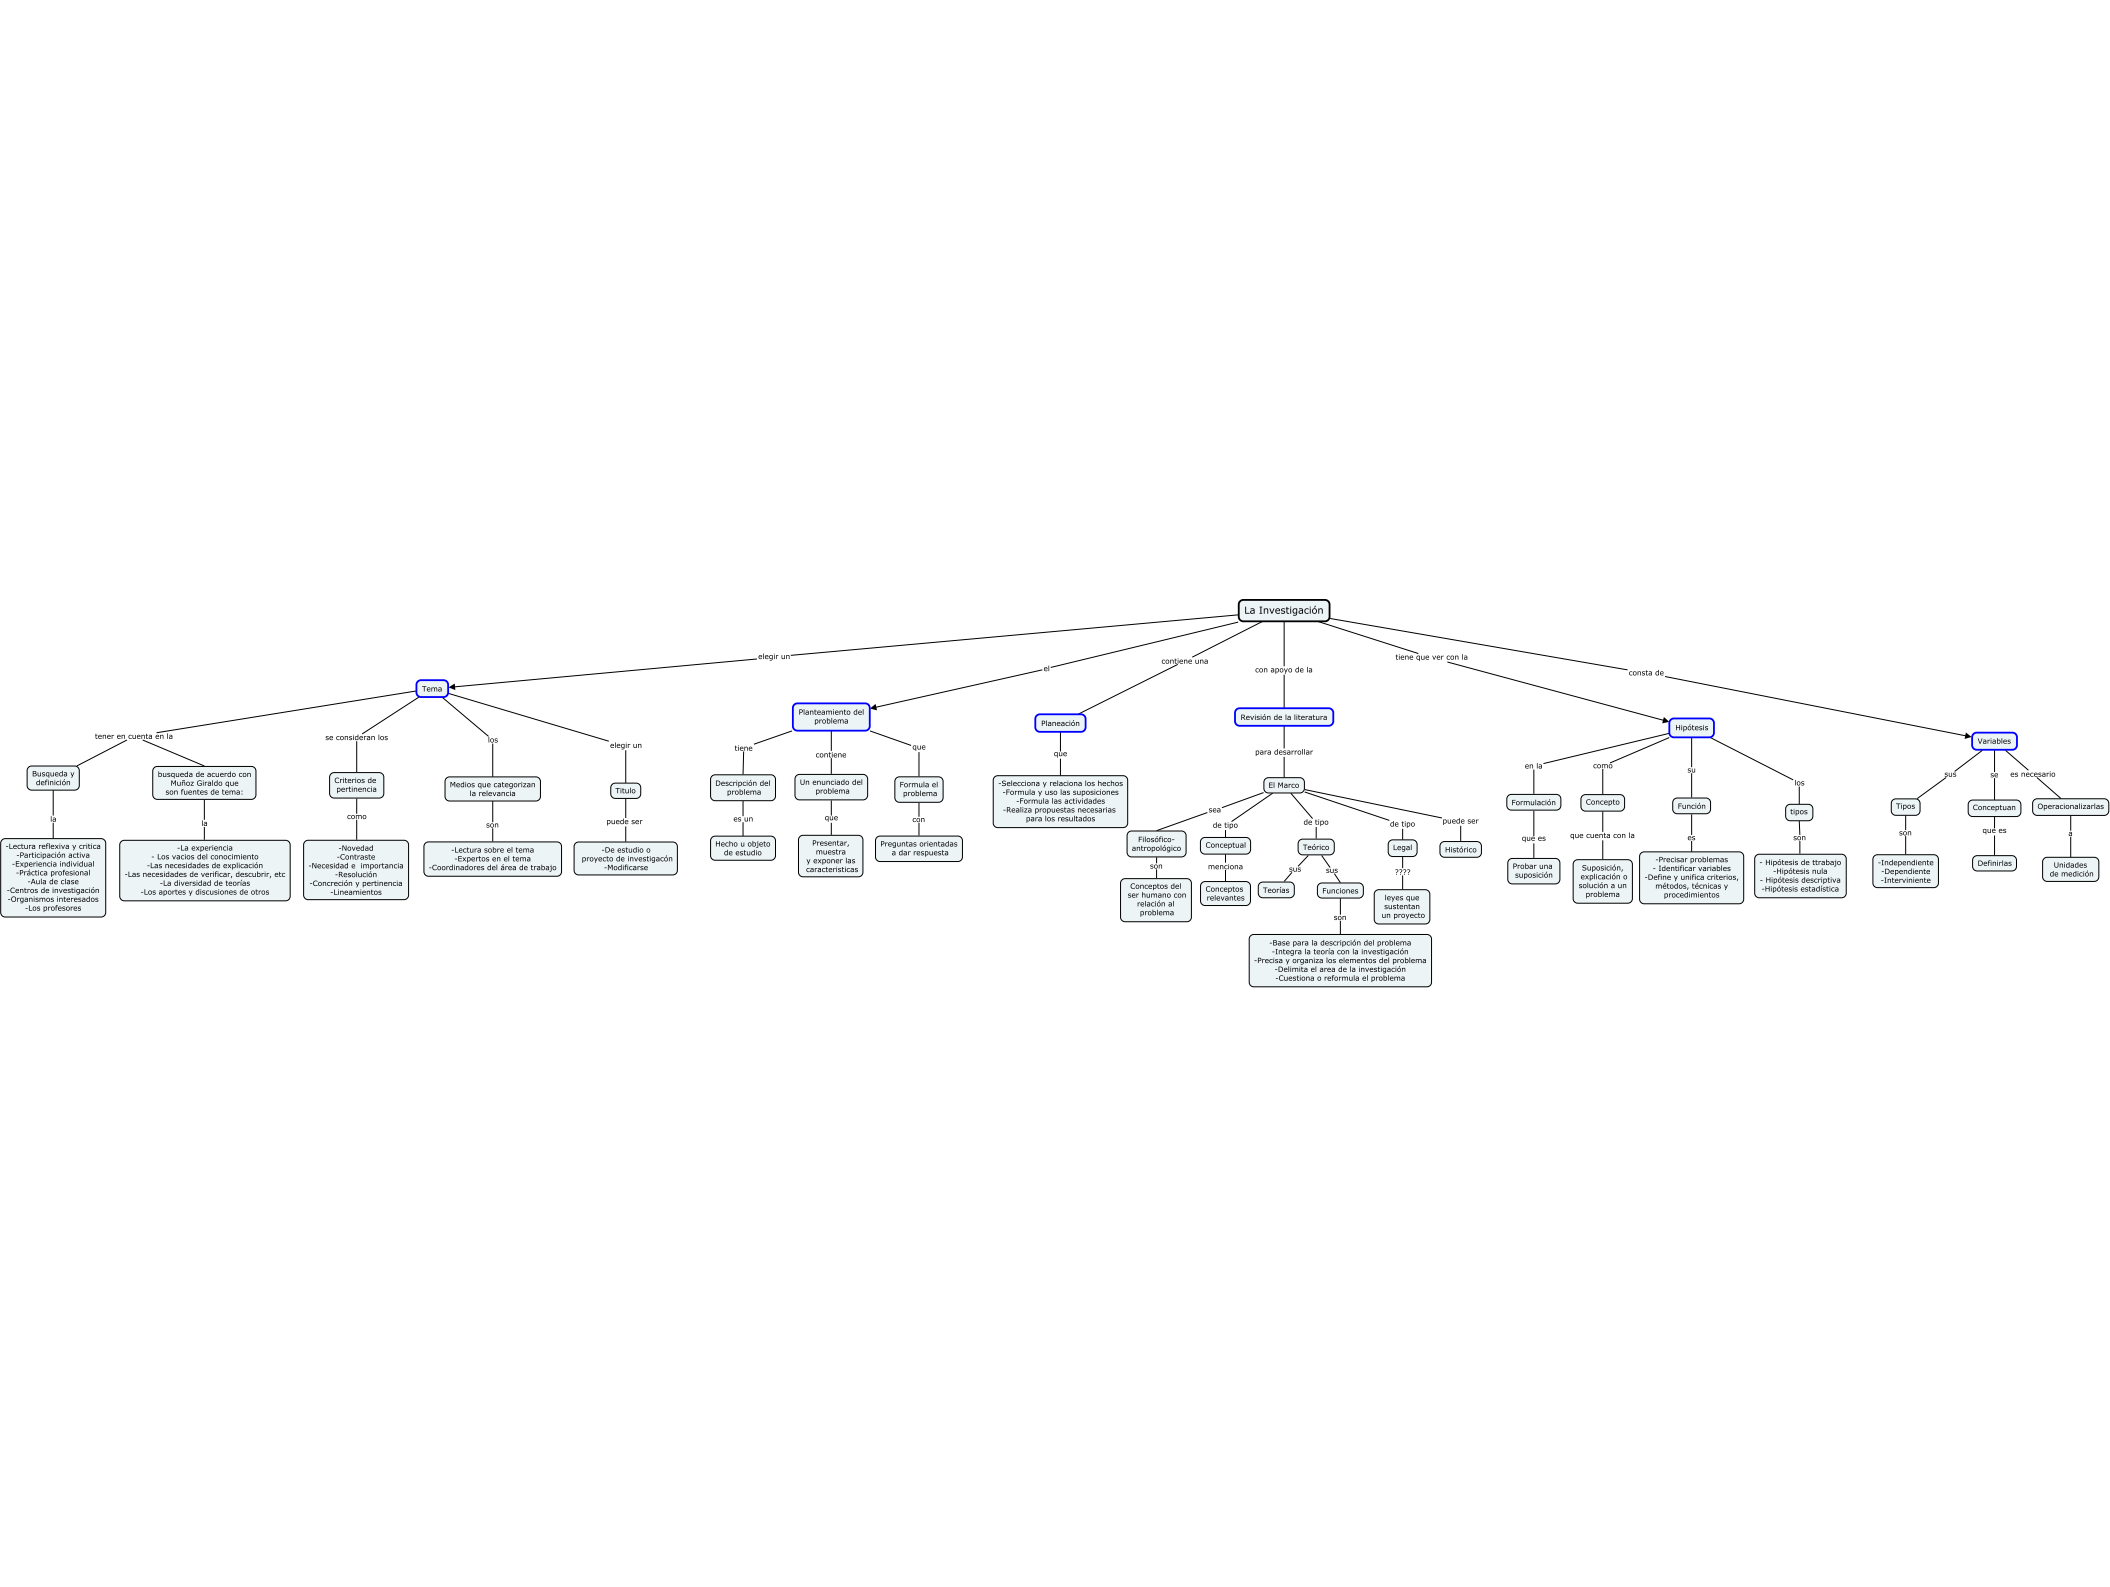 La Investigación
elegir un
el
contiene una
con apoyo de la
tiene que ver con la
consta de
Tema
tener en cuenta en la
se consideran los
los
elegir un
Busqueda y
definición
la
-Lectura reflexiva y critica
-Participación activa
-Experiencia individual
-Práctica profesional
-Aula de clase
-Centros de investigación
-Organismos interesados
-Los profesores
busqueda de acuerdo con
Muñoz Giraldo que
son fuentes de tema:
la
-La experiencia
- Los vacios del conocimiento
-Las necesidades de explicación
-Las necesidades de verificar, descubrir, etc
-La diversidad de teorías
-Los aportes y discusiones de otros
Criterios de
pertinencia
como
-Novedad
-Contraste
-Necesidad e  importancia
-Resolución
-Concreción y pertinencia
-Lineamientos
Medios que categorizan
la relevancia
son
-Lectura sobre el tema
-Expertos en el tema
-Coordinadores del área de trabajo
Titulo
puede ser
-De estudio o
proyecto de investigacón
-Modificarse
Planteamiento del
problema
tiene
contiene
que
Descripción del
problema
es un
Hecho u objeto
de estudio
Un enunciado del
problema
que
Presentar,
muestra
y exponer las
caracteristicas
Formula el
problema
con
Preguntas orientadas
a dar respuesta
Planeación
que
-Selecciona y relaciona los hechos
-Formula y uso las suposiciones
-Formula las actividades
-Realiza propuestas necesarias
para los resultados
Revisión de la literatura
para desarrollar
El Marco
sea
de tipo
de tipo
de tipo
puede ser
Filosófico-
antropológico
son
Conceptos del
ser humano con
relación al
problema
Conceptual
menciona
Conceptos
relevantes
Teórico
sus
sus
Teorías
Funciones
son
-Base para la descripción del problema
-Integra la teoría con la investigación
-Precisa y organiza los elementos del problema
-Delimita el area de la investigación
-Cuestiona o reformula el problema
Legal
????
leyes que
sustentan
un proyecto
Histórico
Hipótesis
en la
como
su
los
Formulación
que es
Probar una
suposición
Concepto
que cuenta con la
Suposición,
explicación o
solución a un
problema
Función
es
-Precisar problemas
- Identificar variables
-Define y unifica criterios,
métodos, técnicas y
procedimientos
tipos
son
- Hipótesis de ttrabajo
-Hipótesis nula
- Hipótesis descriptiva
-Hipótesis estadística
Variables
sus
se
es necesario
Tipos
son
-Independiente
-Dependiente
-Interviniente
Conceptuan
que es
Definirlas
Operacionalizarlas
a
Unidades
de medición